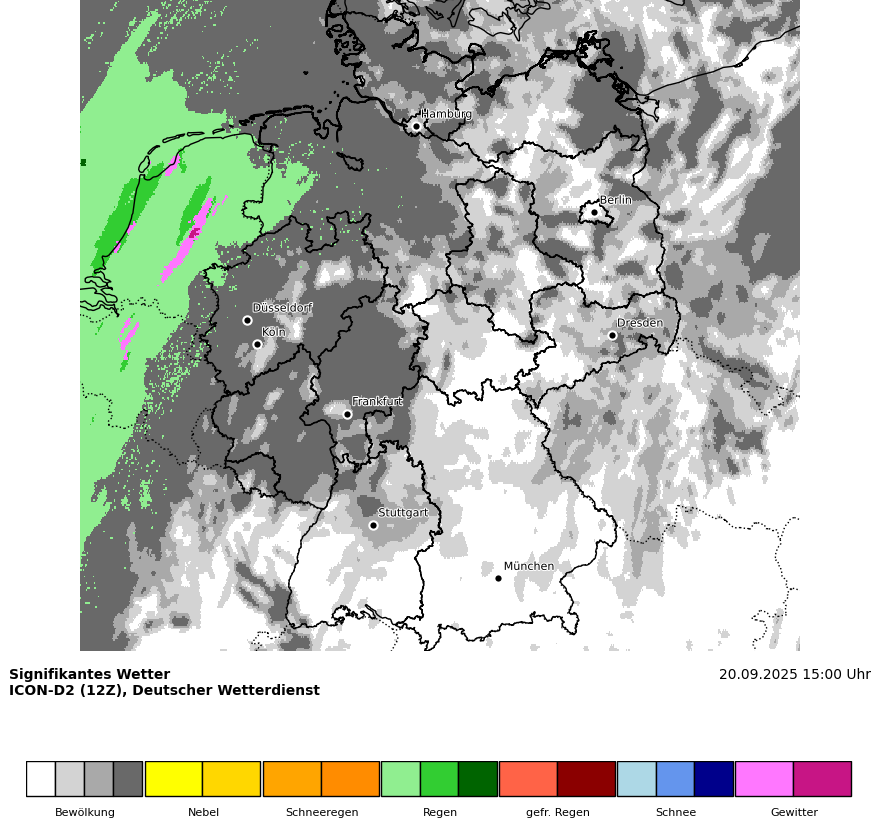 Hamburg
Berlin
Düsseldorf
Köln
Dresden
Frankfurt
Stuttgart
München
Signifikantes Wetter
20.09.2025 15:00 Uhr
ICON-D2 (12Z), Deutscher Wetterdienst
Bewölkung
Nebel
Schneeregen
Regen
gefr. Regen
Schnee
Gewitter